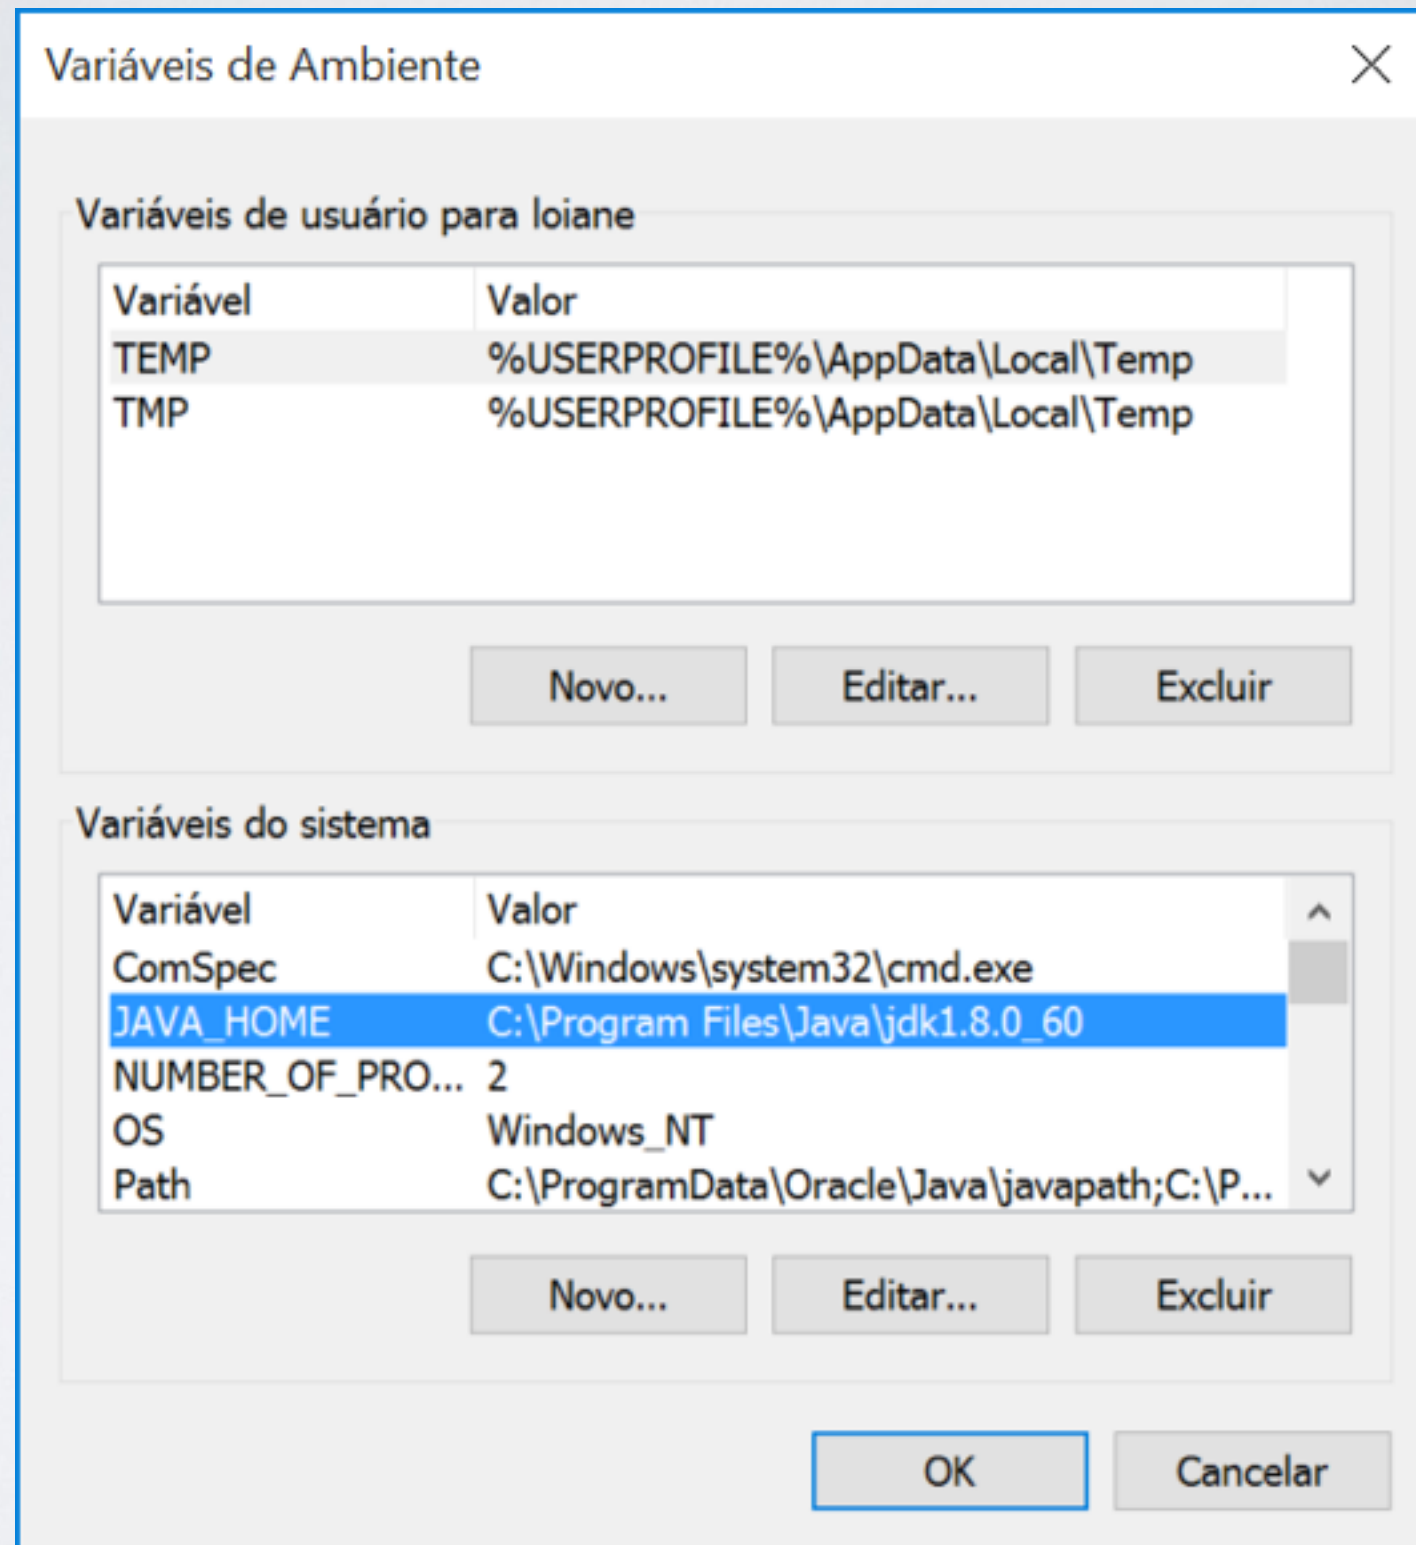 Variáveis de Ambiente
Variáveis de usuário para loiane
Variável Valor
TEMP %USERPROFILE%\AppData\Local\Temp
TMP %USERPROFILE%\AppData\Local\Temp
Novo... Editar... Excluir
Variáveis do sistema
Variável Valor
ComSpec C:\Windows\system32\cmd.exe
JAVA_HOME C:\Program Files\Java\jdk1.8.0_60
NUMBER_OF_PRO... 2
OS Windows_NT
Path C:\ProgramData\Oracle\Java\javapath;C:\P...
Novo... Editar... Excluir
OK Cancelar